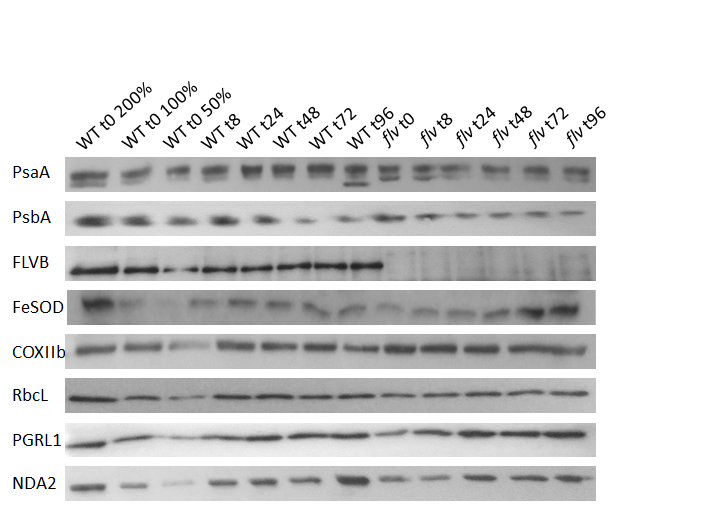 WT t0 200%
WT t0 100%
WT t0 50%
WT t8
WT t24
WT t48
WT t72
WT t96
flv t0
flv t8
flv t24
flv t48
flv t72
flv t96
PsaA
PsbA
FLVB
FeSOD
COXIIb
RbcL
PGRL1
NDA2